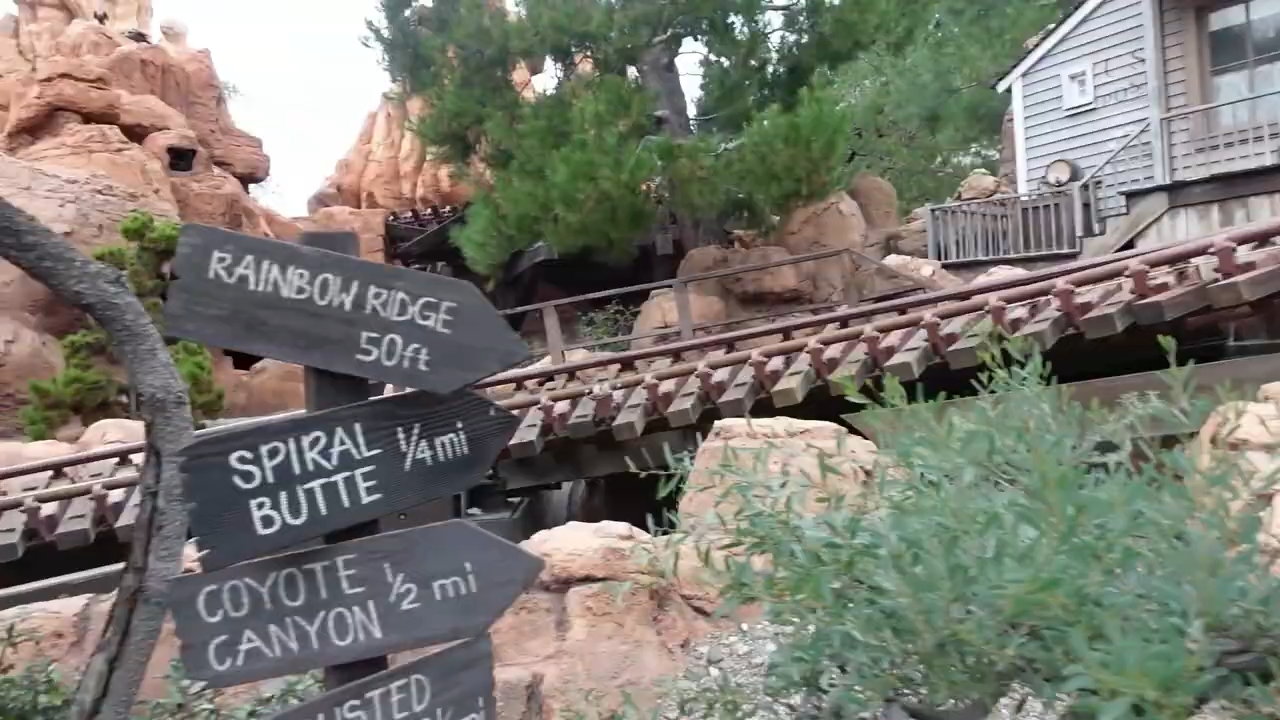 RAINBOW RIDGE
50ft
SPIRAL 1/4mi
BUTTE
COYOTE 1/2 mi
CANYON